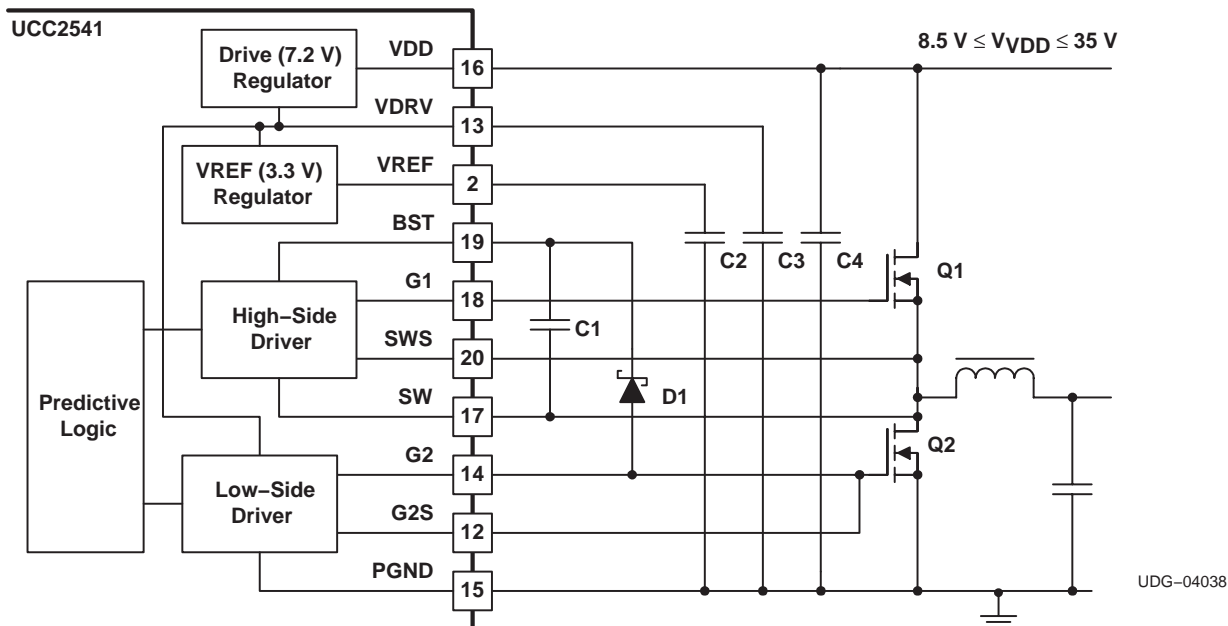 UCC2541
Drive (7.2 V)
Regulator
VDD
16
8.5 V ≤ VVDD ≤ 35 V
VDRV
13
VREF (3.3 V)
Regulator
VREF
2
BST
19
C2
C3
C4
Q1
G1
18
High−Side
Driver
C1
SWS
20
Predictive
Logic
SW
17
D1
Q2
G2
14
Low−Side
Driver
G2S
12
PGND
15
UDG−04038